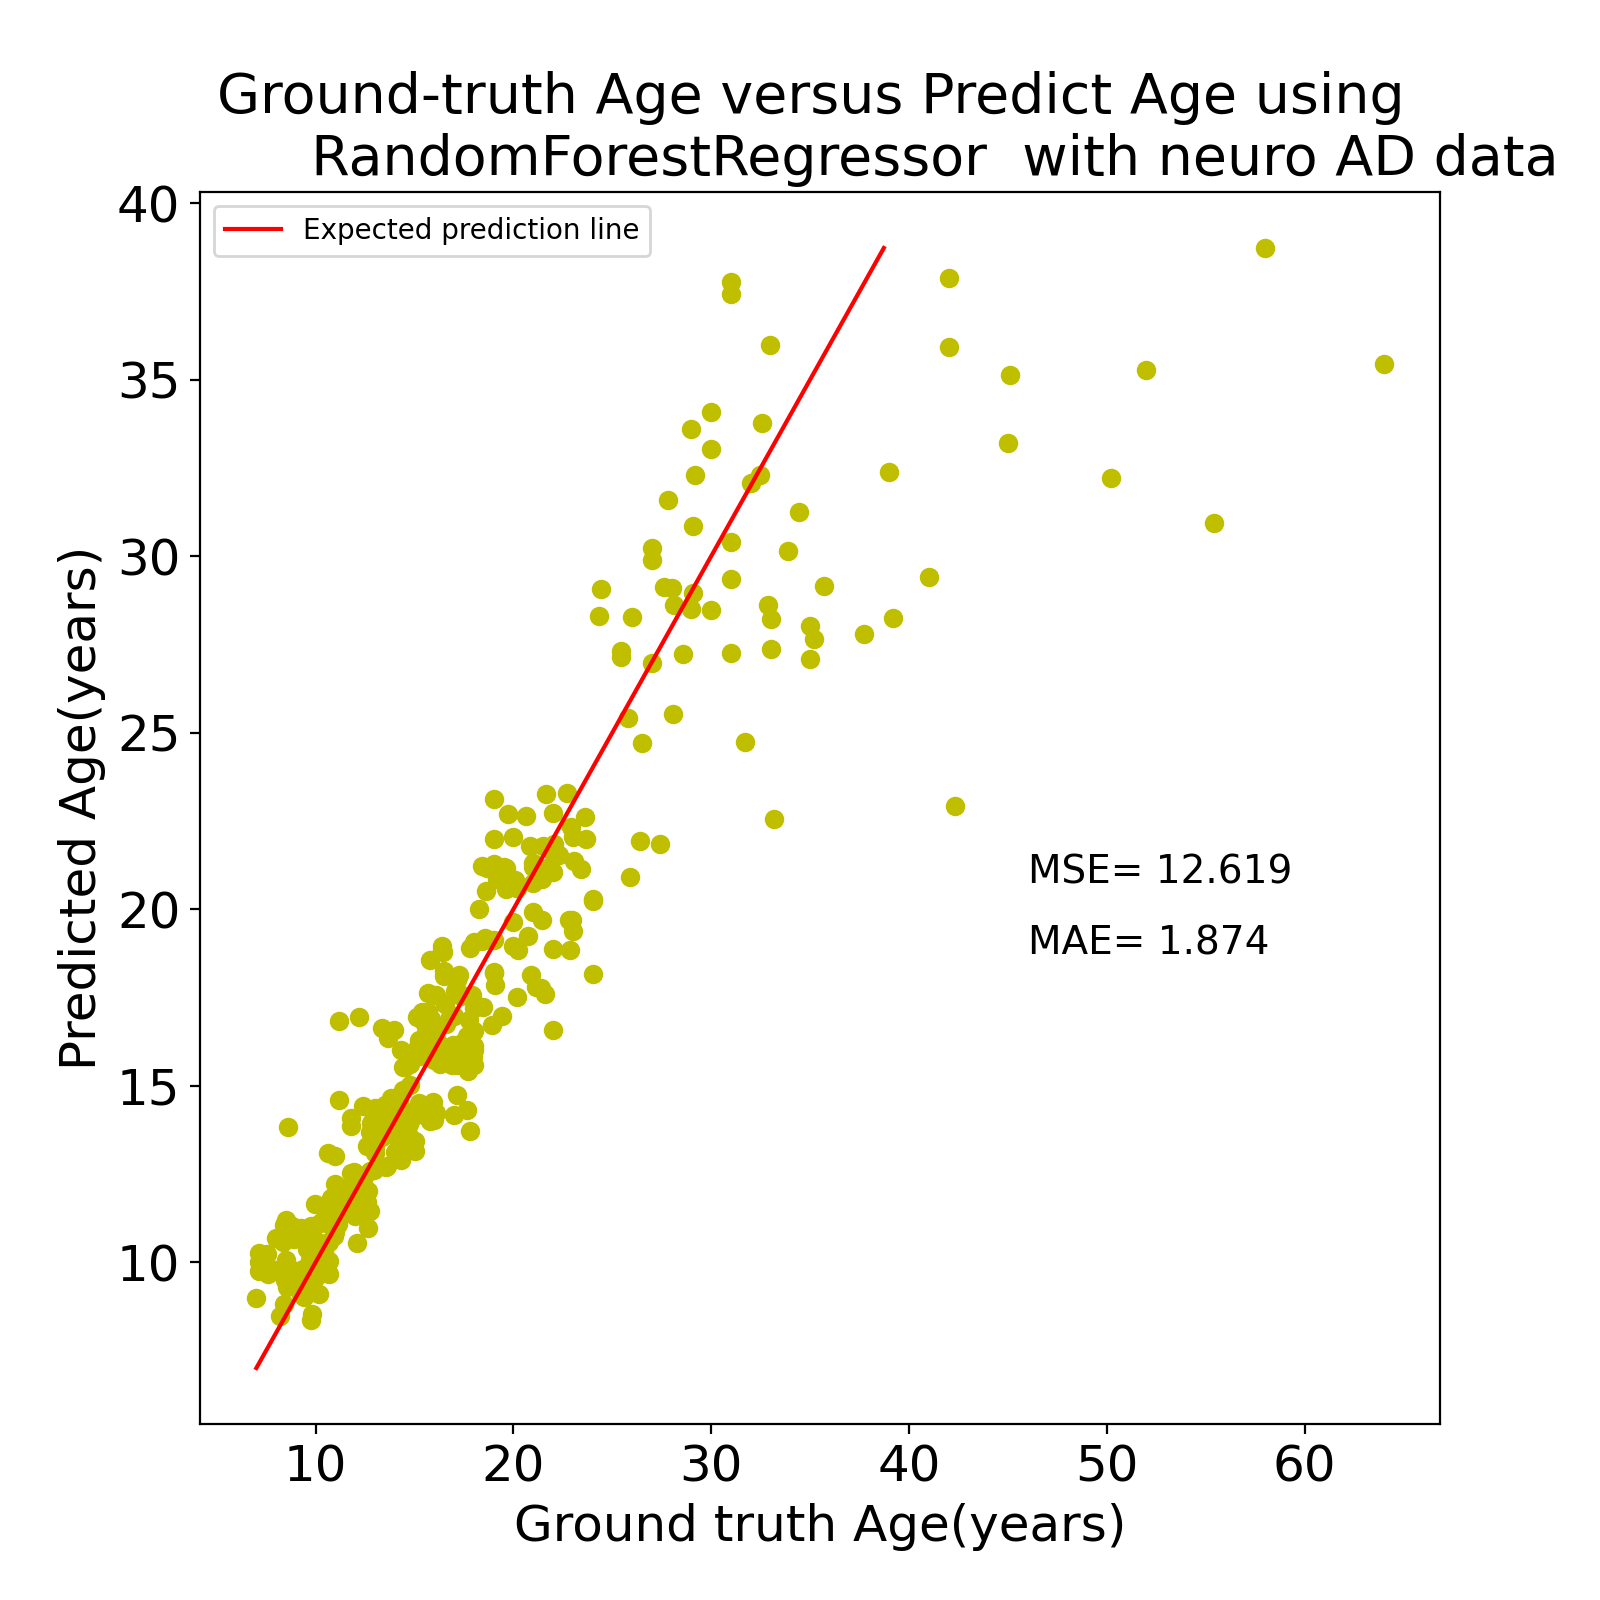 Ground-truth Age versus Predict Age using
RandomForestRegressor  with neuro AD data
Expected prediction line
40
35
30
25
20
15
10
Predicted Age(years)
MSE= 12.619
MAE= 1.874
10 20 30 40 50 60
Ground truth Age(years)